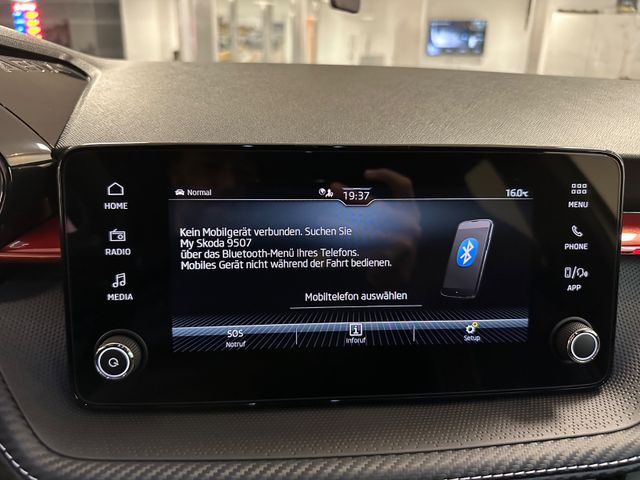 Normal
19:37
16.0°C
HOME
RADIO
MEDIA
Kein Mobilgerät verbunden. Suchen Sie
My Skoda 9507
über das Bluetooth-Menü Ihres Telefons.
Mobiles Gerät nicht während der Fahrt bedienen.
Mobiltelefon auswählen
SOS
Notruf
i
Inforuf
Setup
MENU
PHONE
APP